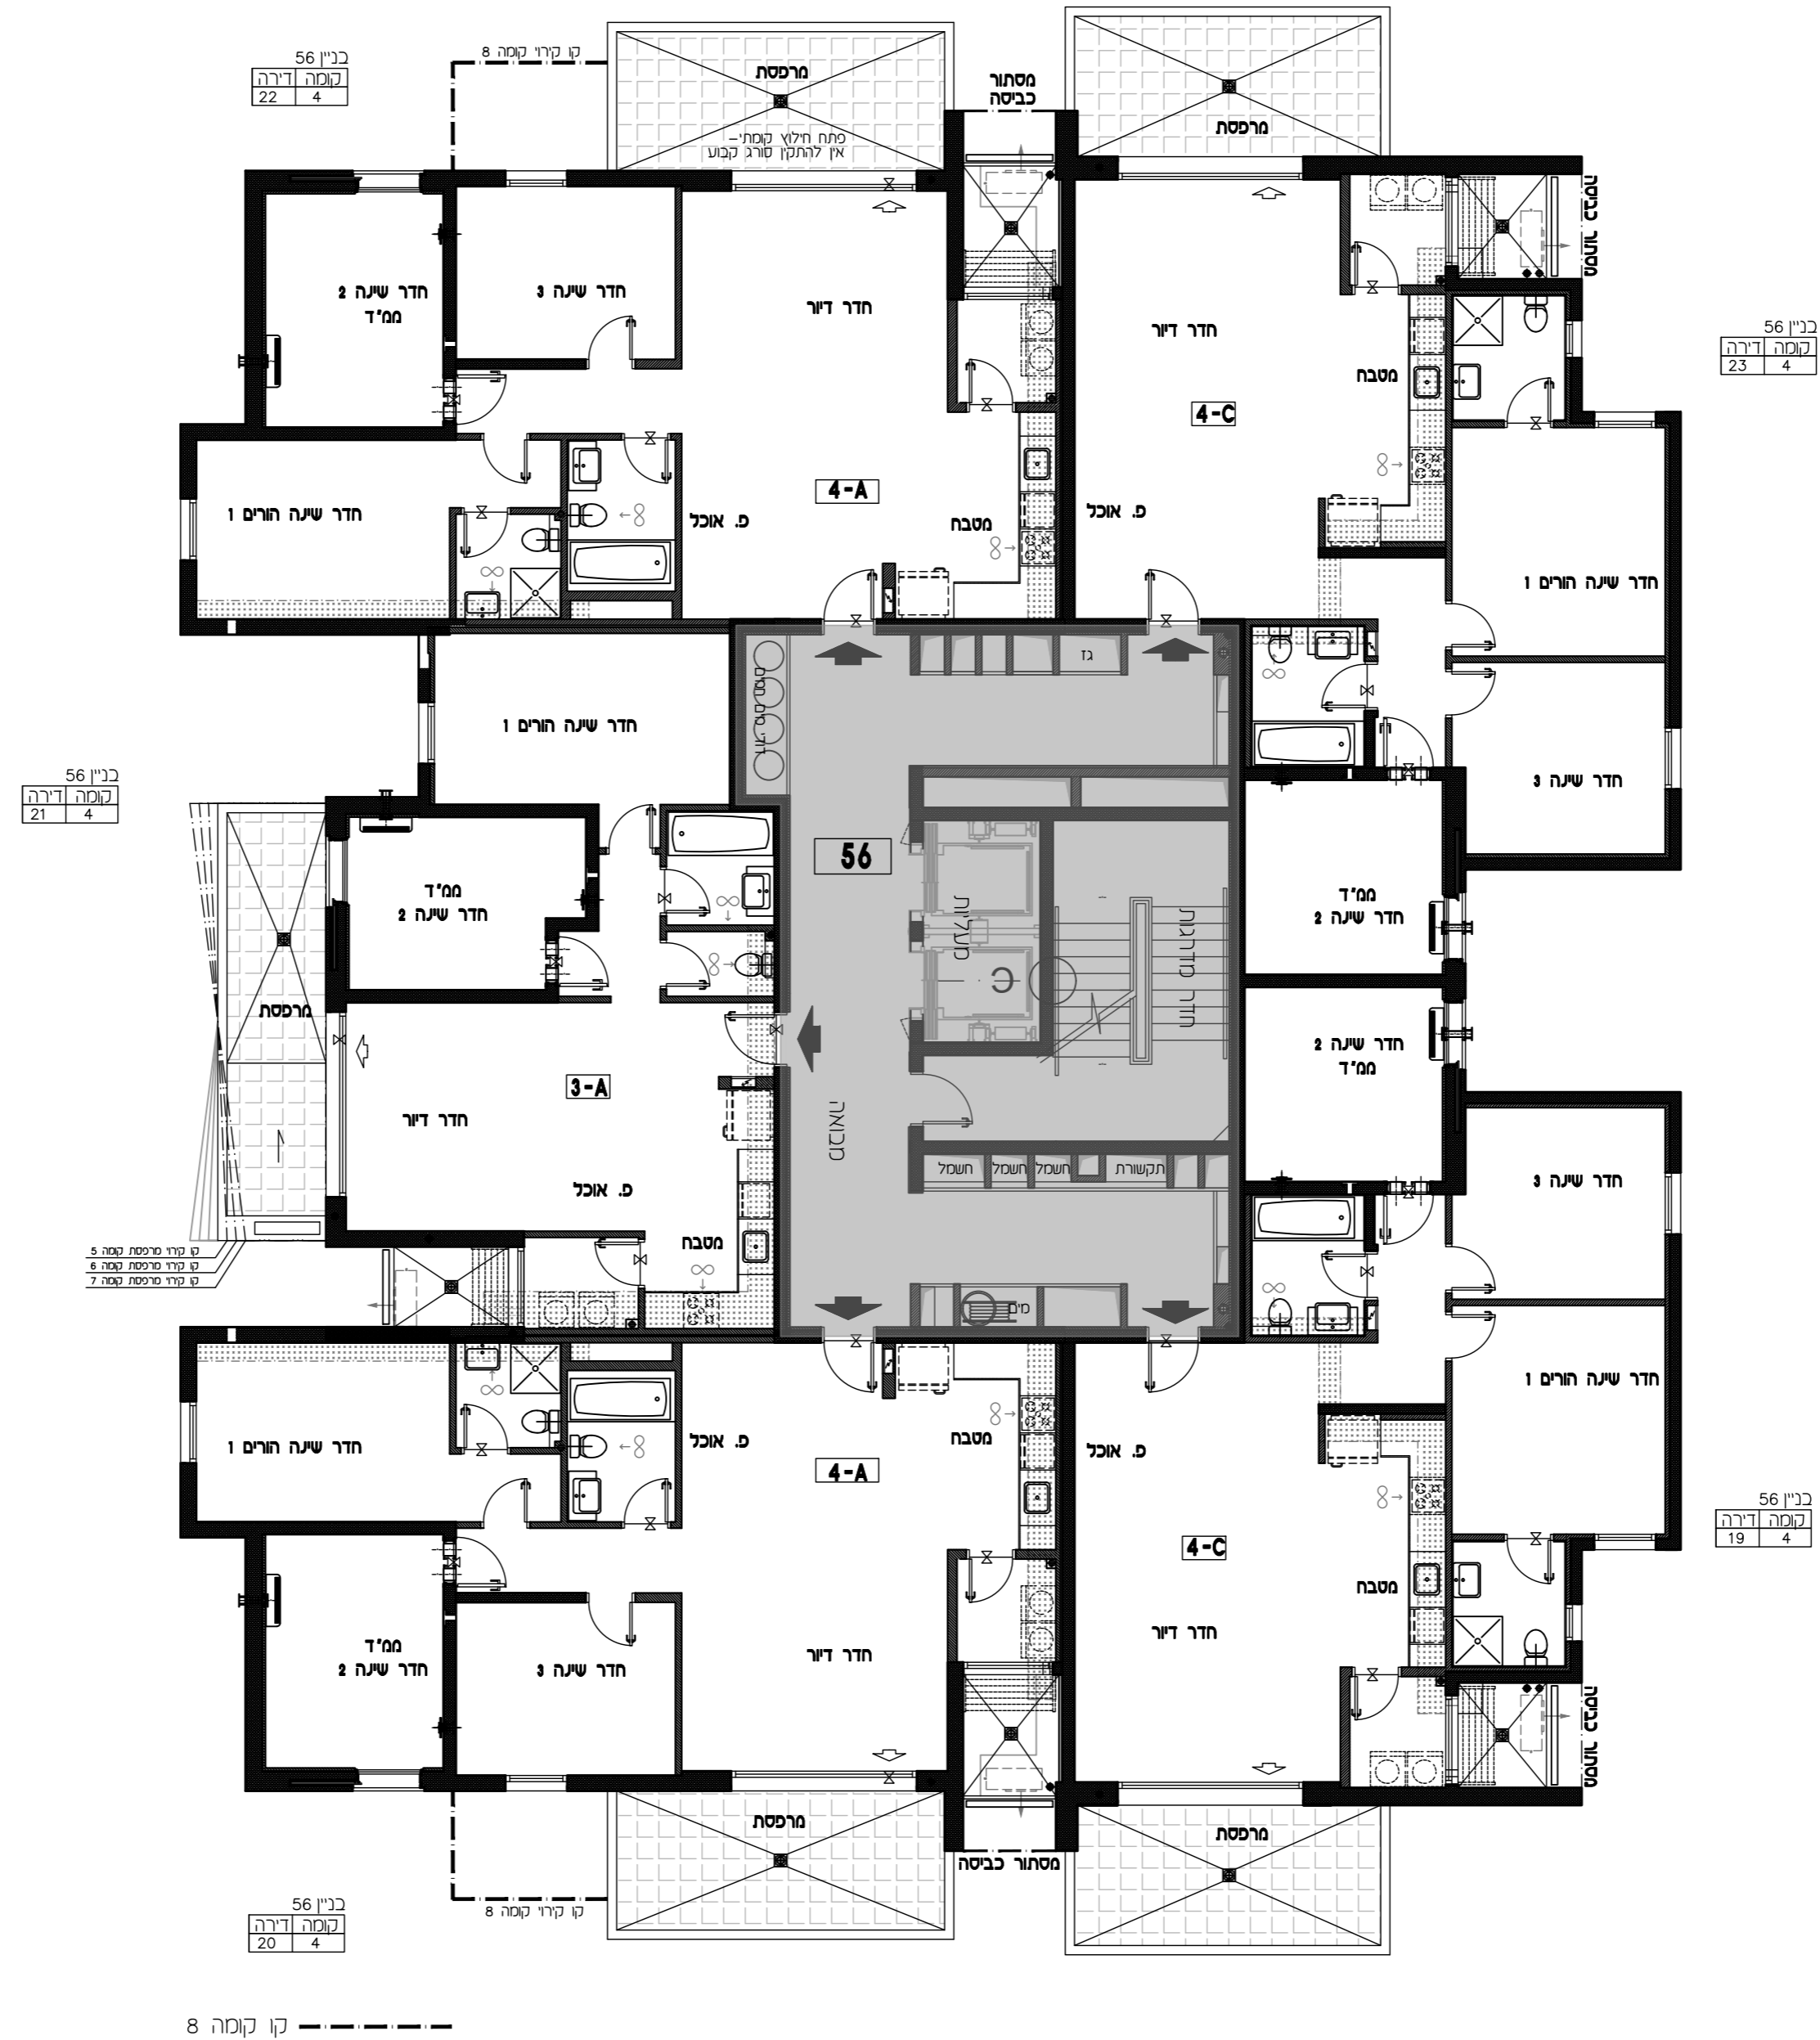 בניין 56
קומה דירה
4 22
קו קירוי קומה 8
מרפסת
פתח חילוץ קומתי-
אין להתקין סורג קבוע
מסתור
כביסה
מרפסת
מסתור כביסה
חדר שינה 2
ממ"ד
חדר שינה 3
חדר דיור
חדר דיור
מטבח
בניין 56
קומה דירה
4 23
4-C
4-A
חדר שינה הורים 1
פ. אוכל
מטבח
פ. אוכל
חדר שינה הורים 1
גז
דודי מים חמים
חדר שינה הורים 1
חדר שינה 3
בניין 56
קומה דירה
4 21
56
ממ"ד
חדר שינה 2
ממ"ד
חדר שינה 2
מעלית
חדר מדרגות
C
מרפסת
חדר שינה 2
ממ"ד
3-A
חדר דיור
מבואה
חשמל
חשמל
חשמל
תקשורת
חדר שינה 3
פ. אוכל
מטבח
קו קירוי מרפסת קומה 5
קו קירוי מרפסת קומה 6
קו קירוי מרפסת קומה 7
מים
חדר שינה הורים 1
חדר שינה הורים 1
פ. אוכל
מטבח
פ. אוכל
4-A
4-C
בניין 56
קומה דירה
4 19
מטבח
ממ"ד
חדר שינה 2
חדר שינה 3
חדר דיור
חדר דיור
מסתור כביסה
מרפסת
מרפסת
מסתור כביסה
קו קירוי קומה 8
בניין 56
קומה דירה
4 20
קו קומה 8